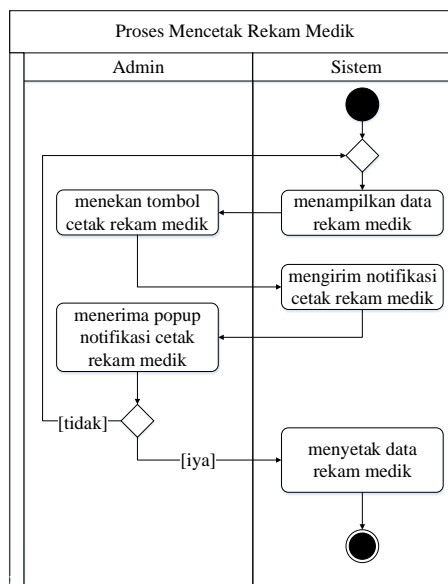 Proses Mencetak Rekam Medik
Admin
Sistem
menampilkan data
rekam medik
menekan tombol
cetak rekam medik
mengirim notifikasi
cetak rekam medik
menerima popup
notifikasi cetak
rekam medik
[tidak]
[iya]
menyetak data
rekam medik